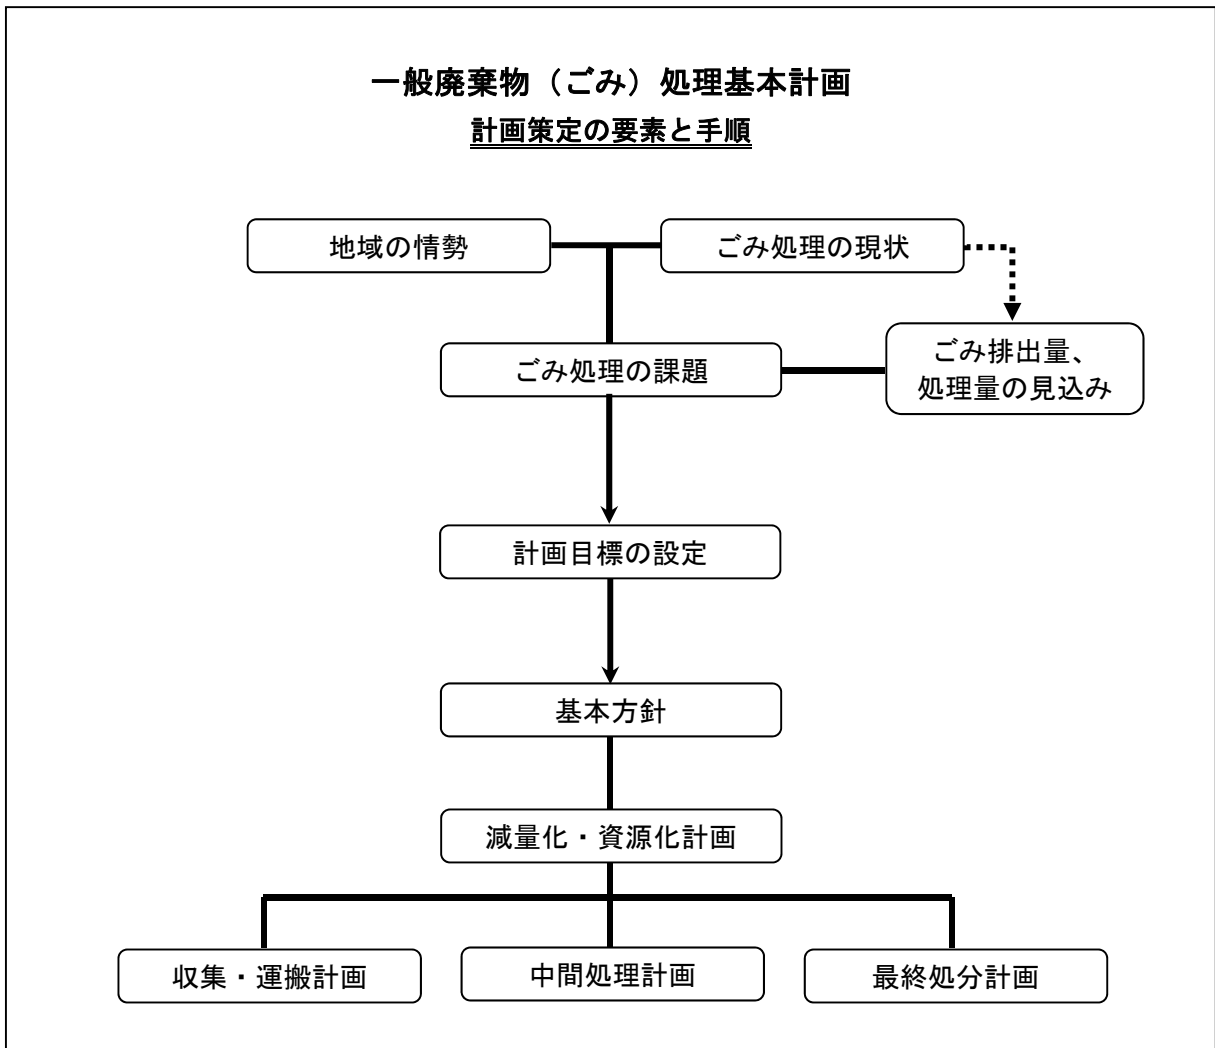 一般廃棄物（ごみ）処理基本計画
計画策定の要素と手順
地域の情勢
ごみ処理の現状
ごみ処理の課題
ごみ排出量、
処理量の見込み
計画目標の設定
基本方針
減量化・資源化計画
収集・運搬計画
中間処理計画
最終処分計画